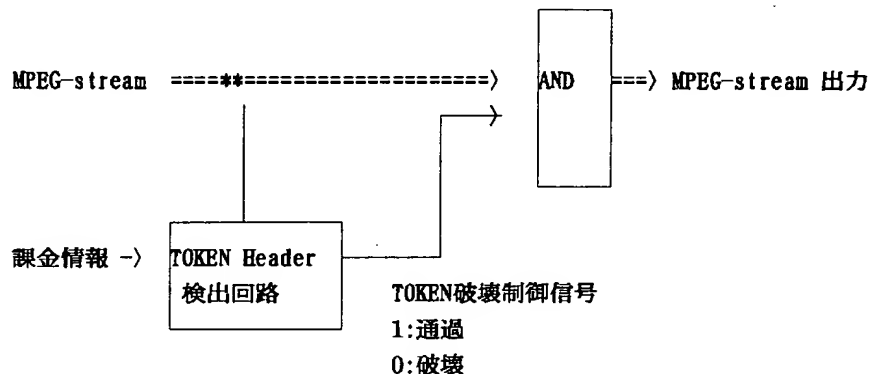 MPEG-stream ====**====================> AND ===> MPEG-stream 出力
課金情報 -> TOKEN Header
検出回路
TOKEN破壊制御信号
1:通過
0:破壊